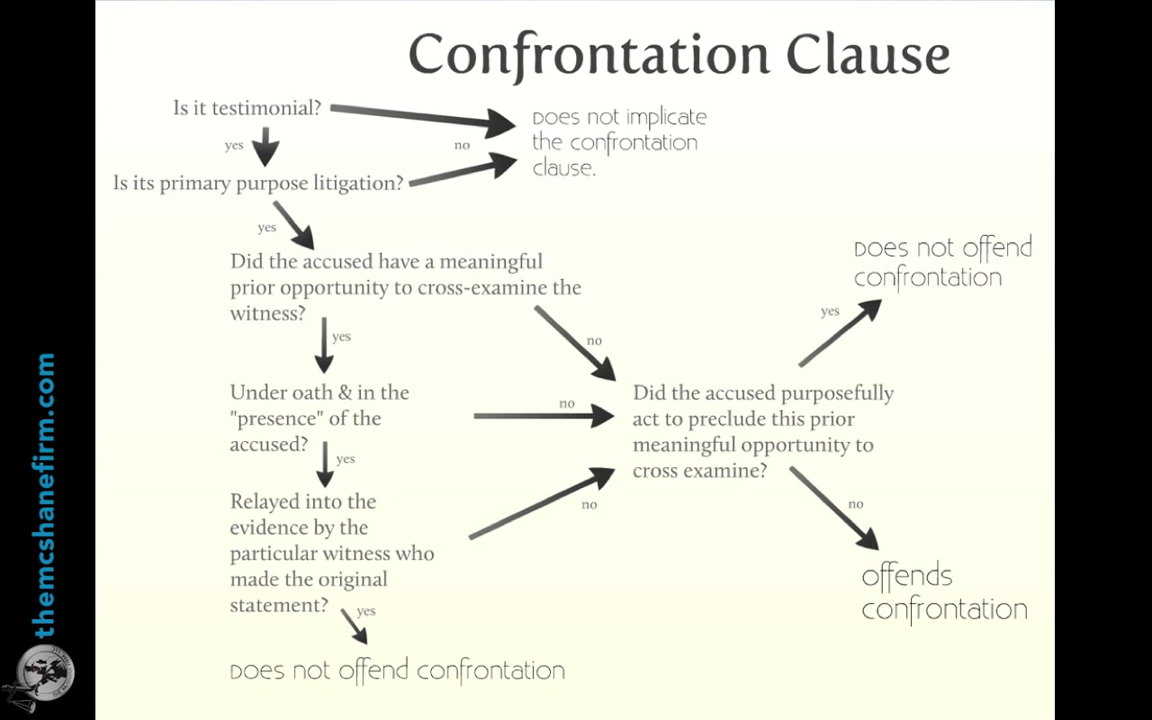 Confrontation Clause
Is it testimonial?
no
Does not implicate
the confrontation
clause.
yes
Is its primary purpose litigation?
yes
Did the accused have a meaningful
prior opportunity to cross-examine the
witness?
yes
no
Under oath & in the
"presence" of the
accused?
no
yes
Relayed into the
evidence by the
particular witness who
made the original
statement?
no
yes
Does not offend confrontation
Did the accused purposefully
act to preclude this prior
meaningful opportunity to
cross examine?
yes
Does not offend
confrontation
no
offends
confrontation
themcshanefirm.com